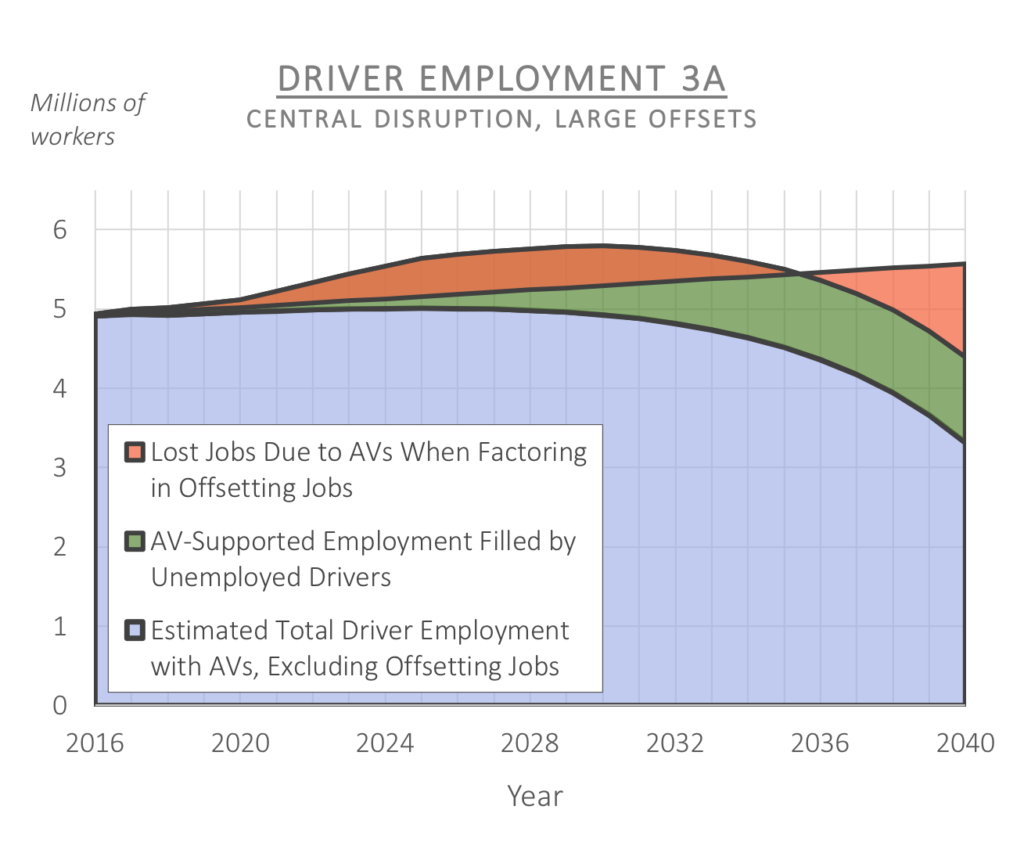 DRIVER EMPLOYMENT 3A
CENTRAL DISRUPTION, LARGE OFFSETS
Millions of
workers
6
5
4
3
2
1
0
Lost Jobs Due to AVs When Factoring
in Offsetting Jobs
AV-Supported Employment Filled by
Unemployed Drivers
Estimated Total Driver Employment
with AVs, Excluding Offsetting Jobs
2016 2020 2024 2028 2032 2036 2040
Year